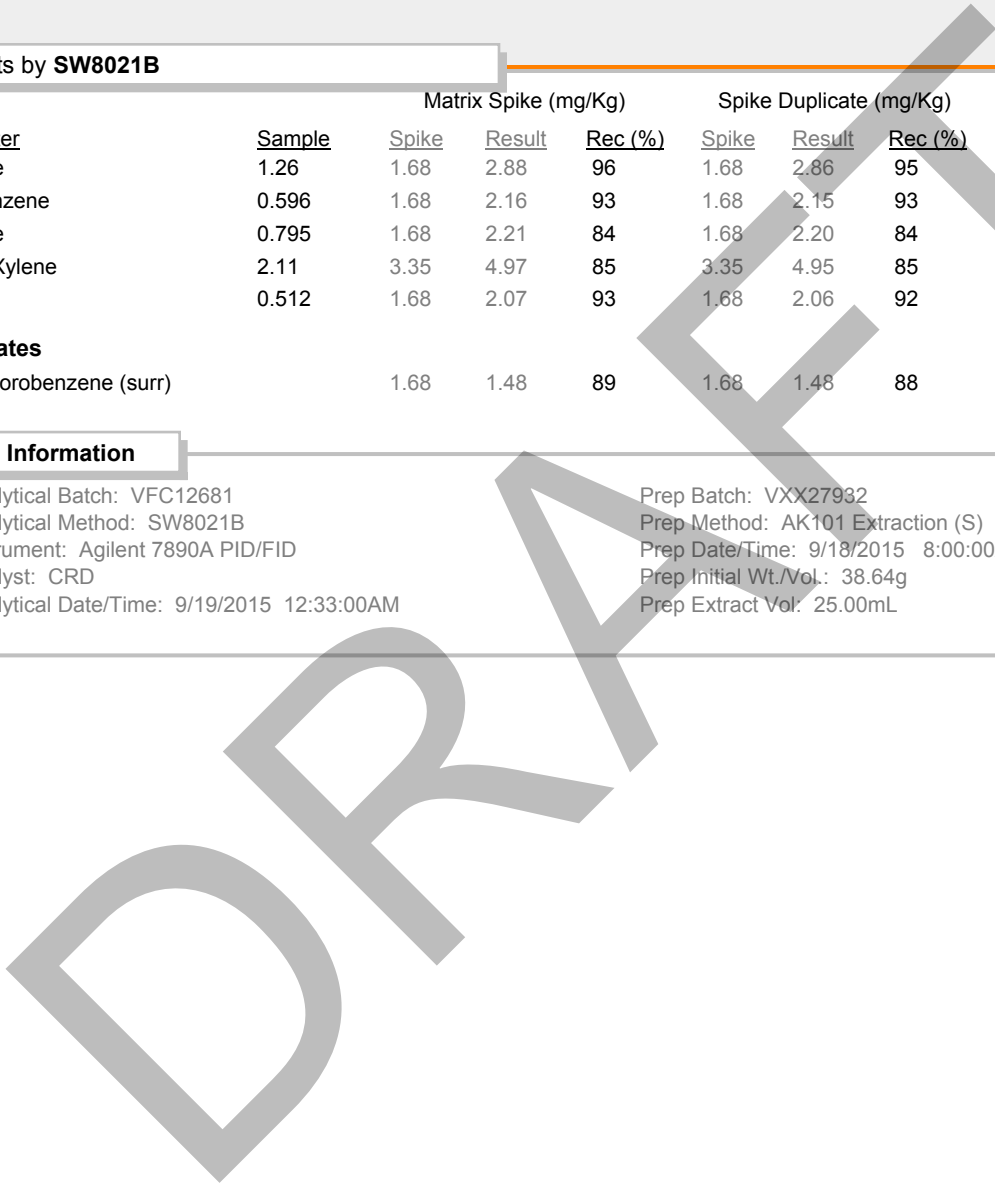 ts by SW8021B
Matrix Spike (mg/Kg) Spike Duplicate (mg/Kg)
er Sample Spike Result Rec (%) Spike Result Rec (%)
e 1.26 1.68 2.88 96 1.68 2.86 95
nzene 0.596 1.68 2.16 93 1.68 2.15 93
e 0.795 1.68 2.21 84 1.68 2.20 84
Xylene 2.11 3.35 4.97 85 3.35 4.95 85
0.512 1.68 2.07 93 1.68 2.06 92
ates
orobenzene (surr) 1.68 1.48 89 1.68 1.48 88
Information
lytical Batch: VFC12681 Prep Batch: VXX27932
lytical Method: SW8021B Prep Method: AK101 Extraction (S)
rument: Agilent 7890A PID/FID Prep Date/Time: 9/18/2015 8:00:00
lyst: CRD Prep Initial Wt./Vol.: 38.64g
lytical Date/Time: 9/19/2015 12:33:00AM Prep Extract Vol: 25.00mL
DRAFT